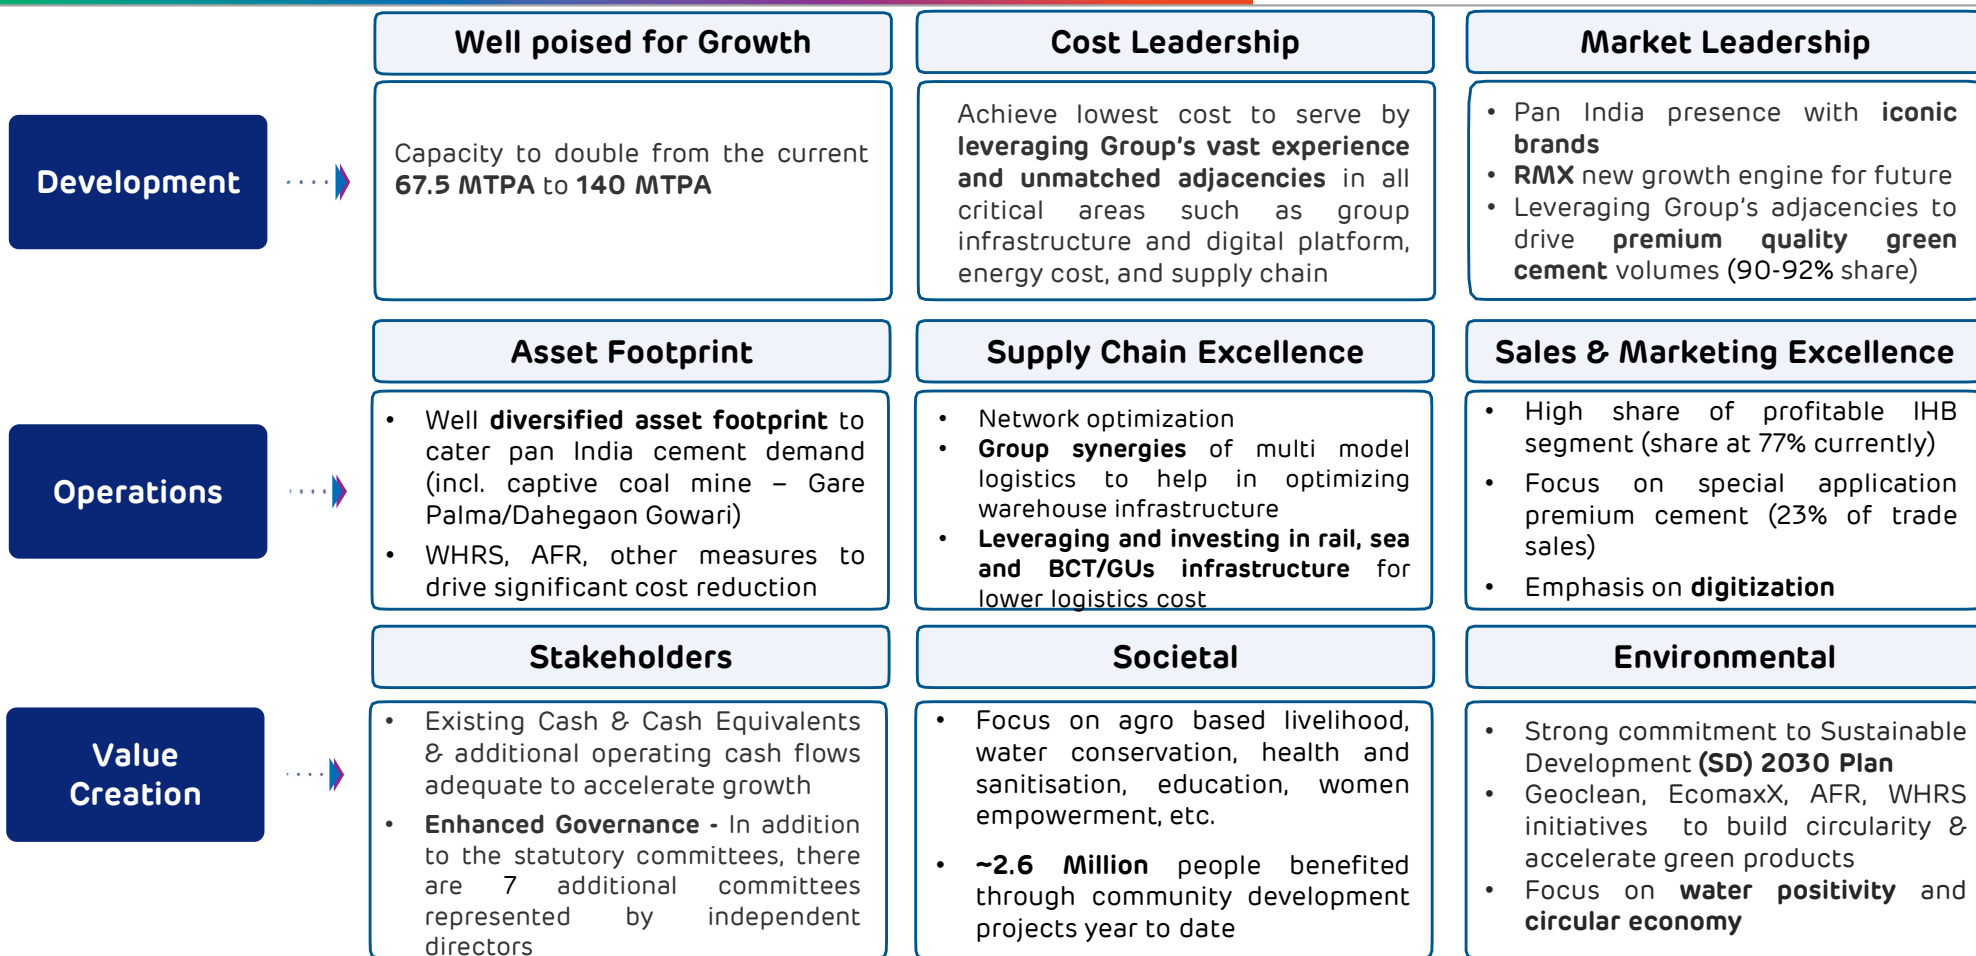 Well poised for Growth
Cost Leadership
Market Leadership
Development
Capacity to double from the current
67.5 MTPA to 140 MTPA
Achieve lowest cost to serve by
leveraging Group's vast experience
and unmatched adjacencies in all
critical areas such as group
infrastructure and digital platform,
energy cost, and supply chain
• Pan India presence with iconic
brands
• RMX new growth engine for future
• Leveraging Group's adjacencies to
drive premium quality green
cement volumes (90-92% share)
Asset Footprint
Supply Chain Excellence
Sales & Marketing Excellence
Operations
• Well diversified asset footprint to
cater pan India cement demand
(incl. captive coal mine – Gare
Palma/Dahegaon Gowari)
• WHRS, AFR, other measures to
drive significant cost reduction
• Network optimization
• Group synergies of multi model
logistics to help in optimizing
warehouse infrastructure
• Leveraging and investing in rail, sea
and BCT/GUs infrastructure for
lower logistics cost
• High share of profitable IHB
segment (share at 77% currently)
• Focus on special application
premium cement (23% of trade
sales)
• Emphasis on digitization
Stakeholders
Societal
Environmental
Value
Creation
• Existing Cash & Cash Equivalents
& additional operating cash flows
adequate to accelerate growth
• Enhanced Governance - In addition
to the statutory committees, there
are 7 additional committees
represented by independent
directors
• Focus on agro based livelihood,
water conservation, health and
sanitisation, education, women
empowerment, etc.
• ~2.6 Million people benefited
through community development
projects year to date
• Strong commitment to Sustainable
Development (SD) 2030 Plan
• Geoclean, EcomaxX, AFR, WHRS
initiatives to build circularity &
accelerate green products
• Focus on water positivity and
circular economy